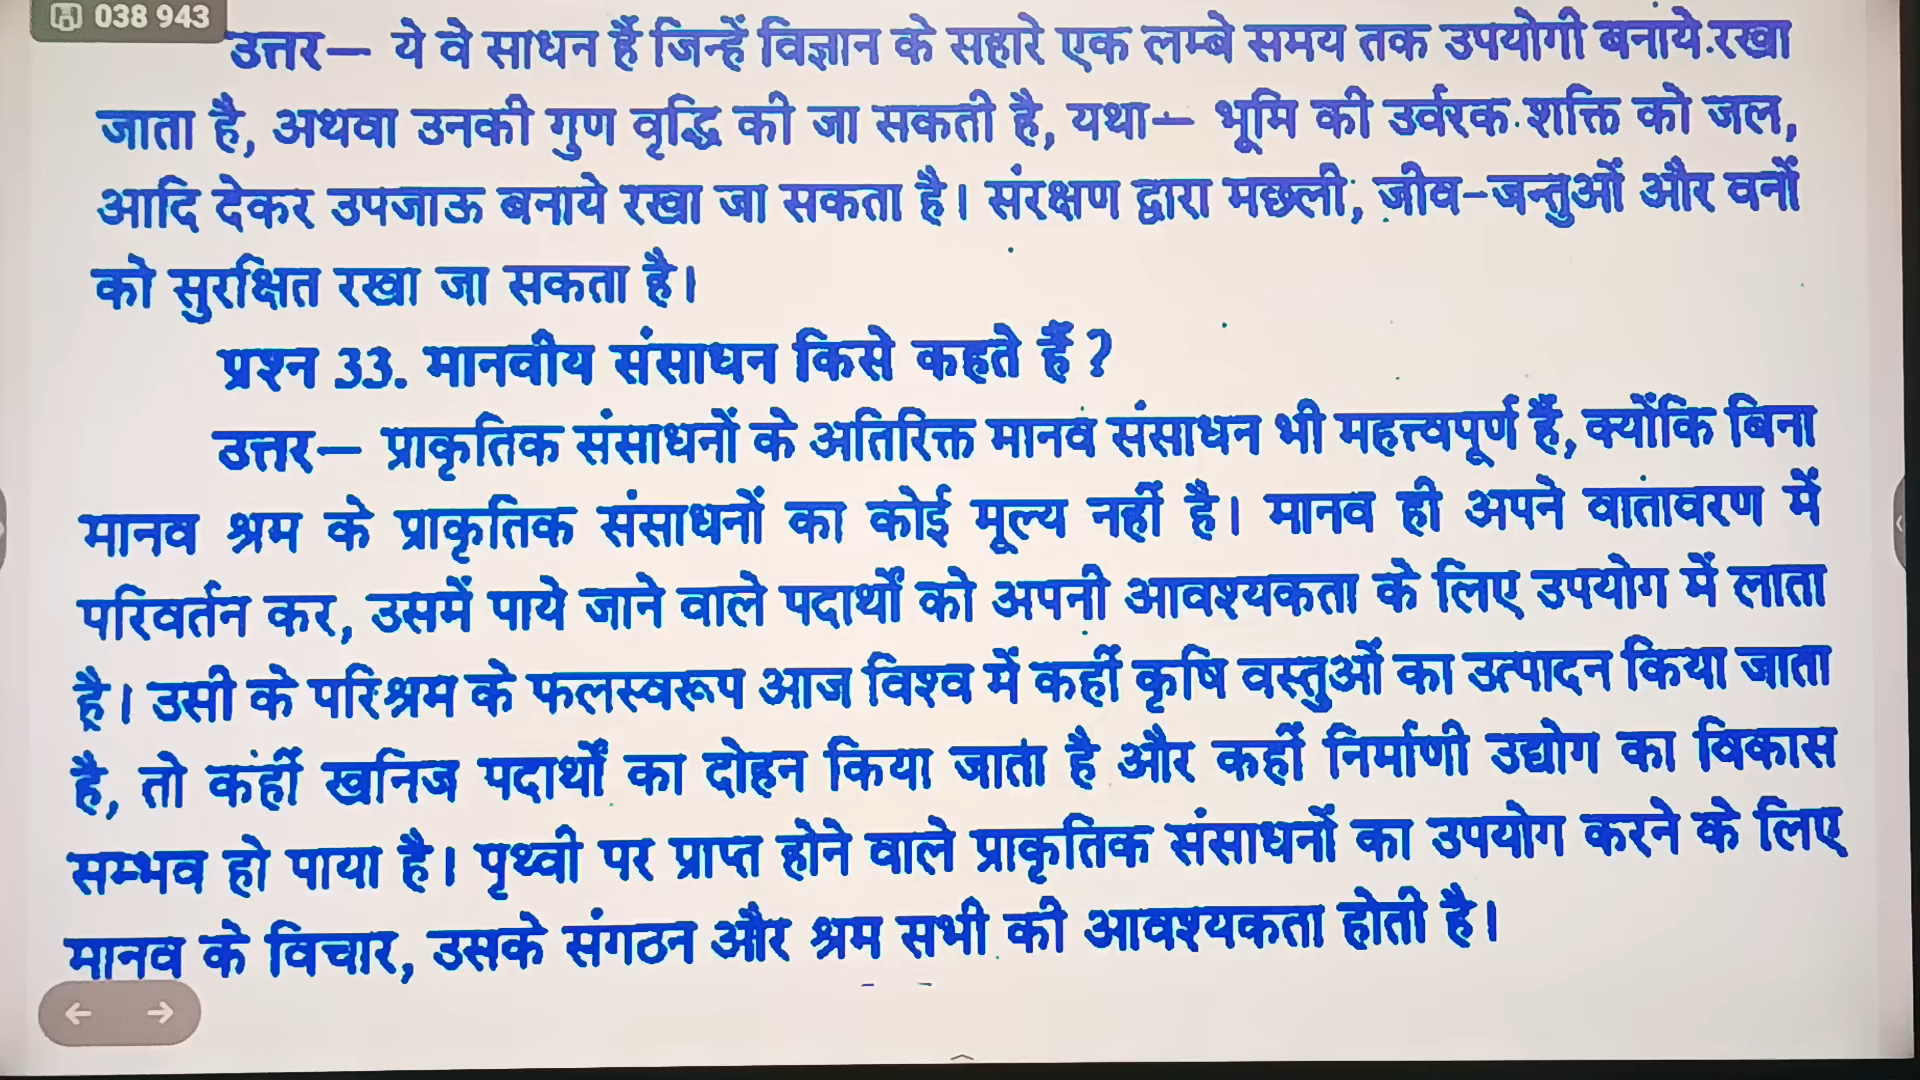 038 943
उत्तर— ये वे साधन हैं जिन्हें विज्ञान के सहारे एक लम्बे समय तक उपयोगी बनाये रखा
जाता है, अथवा उनकी गुण वृद्धि की जा सकती है, यथा— भूमि की उर्वरक शक्ति को जल,
आदि देकर उपजाऊ बनाये रखा जा सकता है। संरक्षण द्वारा मछली, जीव-जन्तुओं और वनों
को सुरक्षित रखा जा सकता है।
प्रश्न 33. मानवीय संसाधन किसे कहते हैं ?
उत्तर— प्राकृतिक संसाधनों के अतिरिक्त मानव संसाधन भी महत्त्वपूर्ण हैं, क्योंकि बिना
मानव श्रम के प्राकृतिक संसाधनों का कोई मूल्य नहीं है। मानव ही अपने वातावरण में
परिवर्तन कर, उसमें पाये जाने वाले पदार्थों को अपनी आवश्यकता के लिए उपयोग में लाता
है। उसी के परिश्रम के फलस्वरूप आज विश्व में कहीं कृषि वस्तुओं का उत्पादन किया जाता
है, तो कहीं खनिज पदार्थों का दोहन किया जाता है और कहीं निर्माणी उद्योग का विकास
सम्भव हो पाया है। पृथ्वी पर प्राप्त होने वाले प्राकृतिक संसाधनों का उपयोग करने के लिए
मानव के विचार, उसके संगठन और श्रम सभी की आवश्यकता होती है।